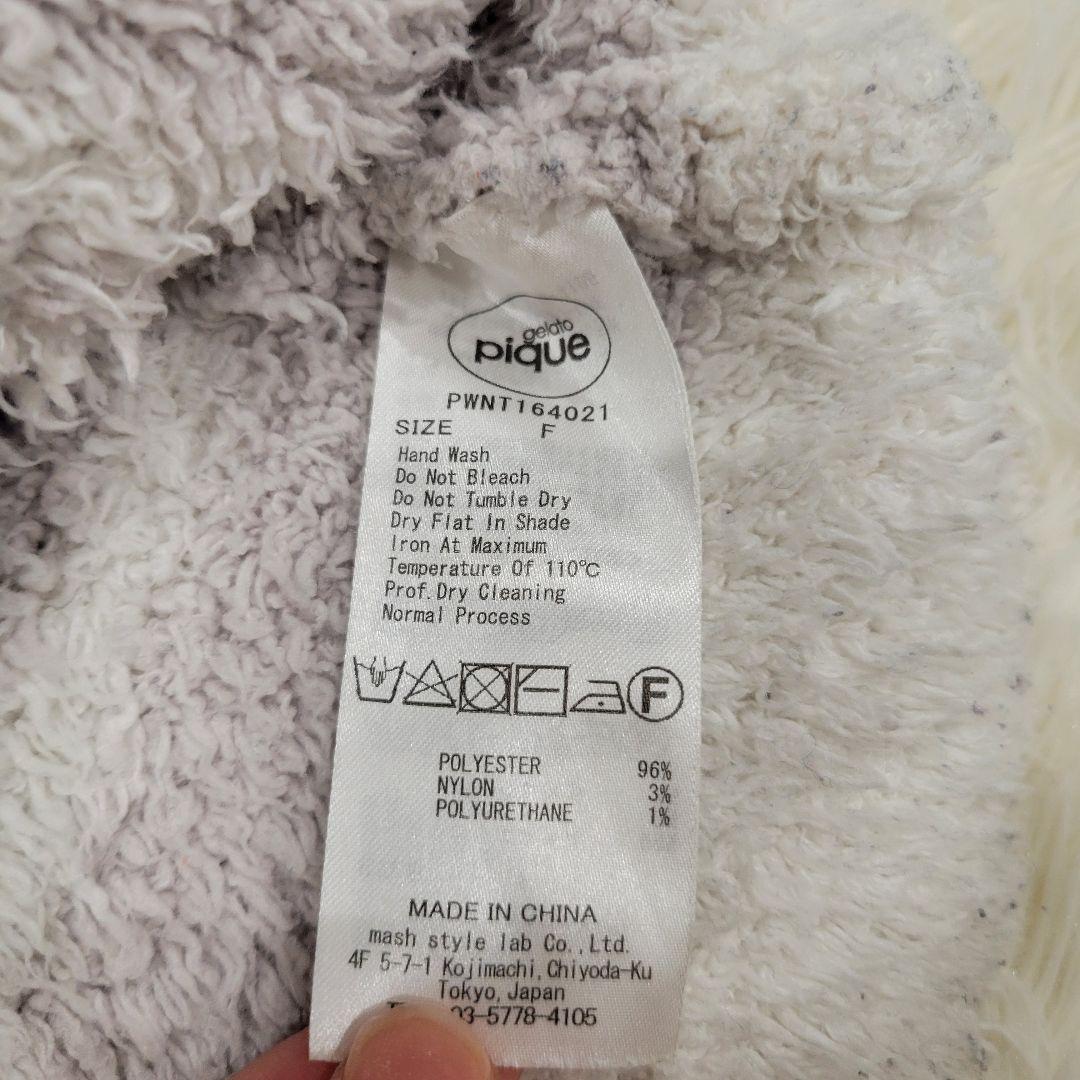 gelato
pique
PWNT164021
SIZE F
Hand Wash
Do Not Bleach
Do Not Tumble Dry
Dry Flat In Shade
Iron At Maximum
Temperature Of 110℃
Prof.Dry Cleaning
Normal Process
F
POLYESTER 96%
NYLON 3%
POLYURETHANE 1%
MADE IN CHINA
mash style lab Co.,Ltd.
4F 5-7-1 Kojimachi,Chiyoda-Ku
Tokyo,Japan
03-5778-4105